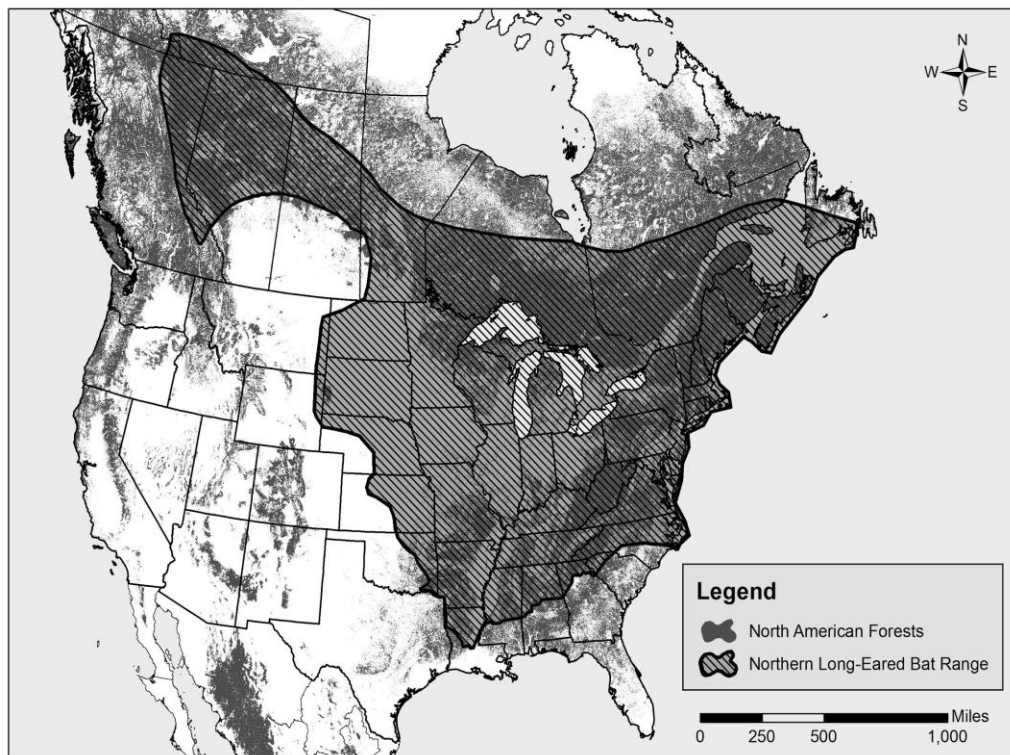 N
W E
S
Legend
North American Forests
Northern Long-Eared Bat Range
Miles
0 250 500 1,000